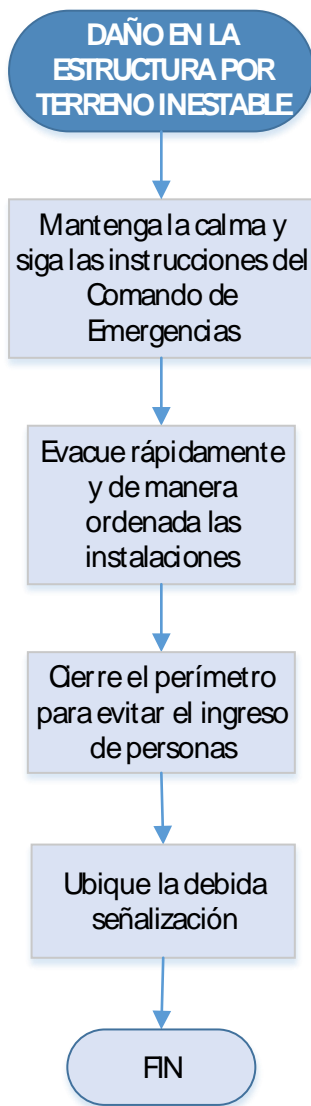 DAÑO EN LA
ESTRUCTURA POR
TERRENO INESTABLE
Mantenga la calma y
siga las instrucciones del
Comando de
Emergencias
Evacue rápidamente
y de manera
ordenada las
instalaciones
Cierre el perímetro
para evitar el ingreso
de personas
Ubique la debida
señalización
FIN